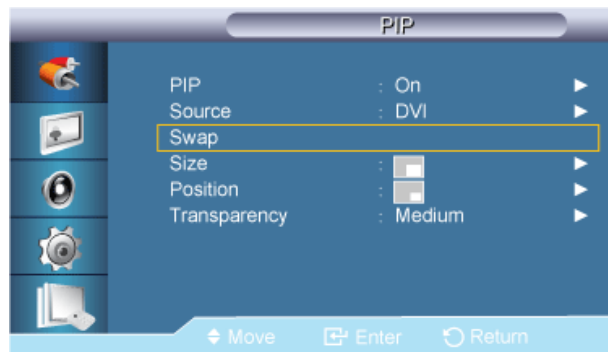 PIP
PIP : On
Source : DVI
Swap
Size :
Position :
Transparency : Medium
Move Enter Return